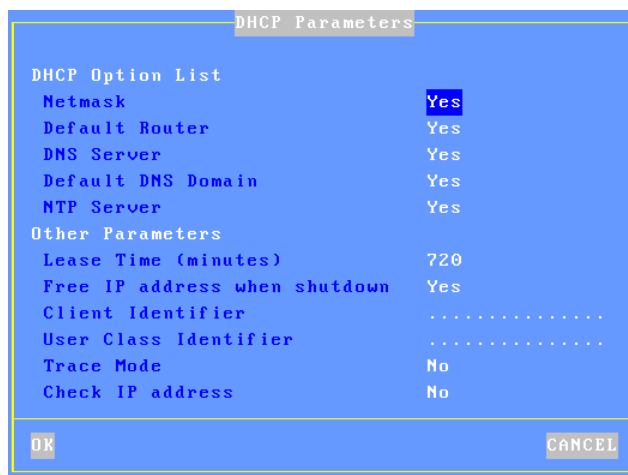 DHCP Parameters
DHCP Option List
Netmask Yes
Default Router Yes
DNS Server Yes
Default DNS Domain Yes
NTP Server Yes
Other Parameters
Lease Time (minutes) 720
Free IP address when shutdown Yes
Client Identifier ...............
User Class Identifier ...............
Trace Mode No
Check IP address No
OK CANCEL